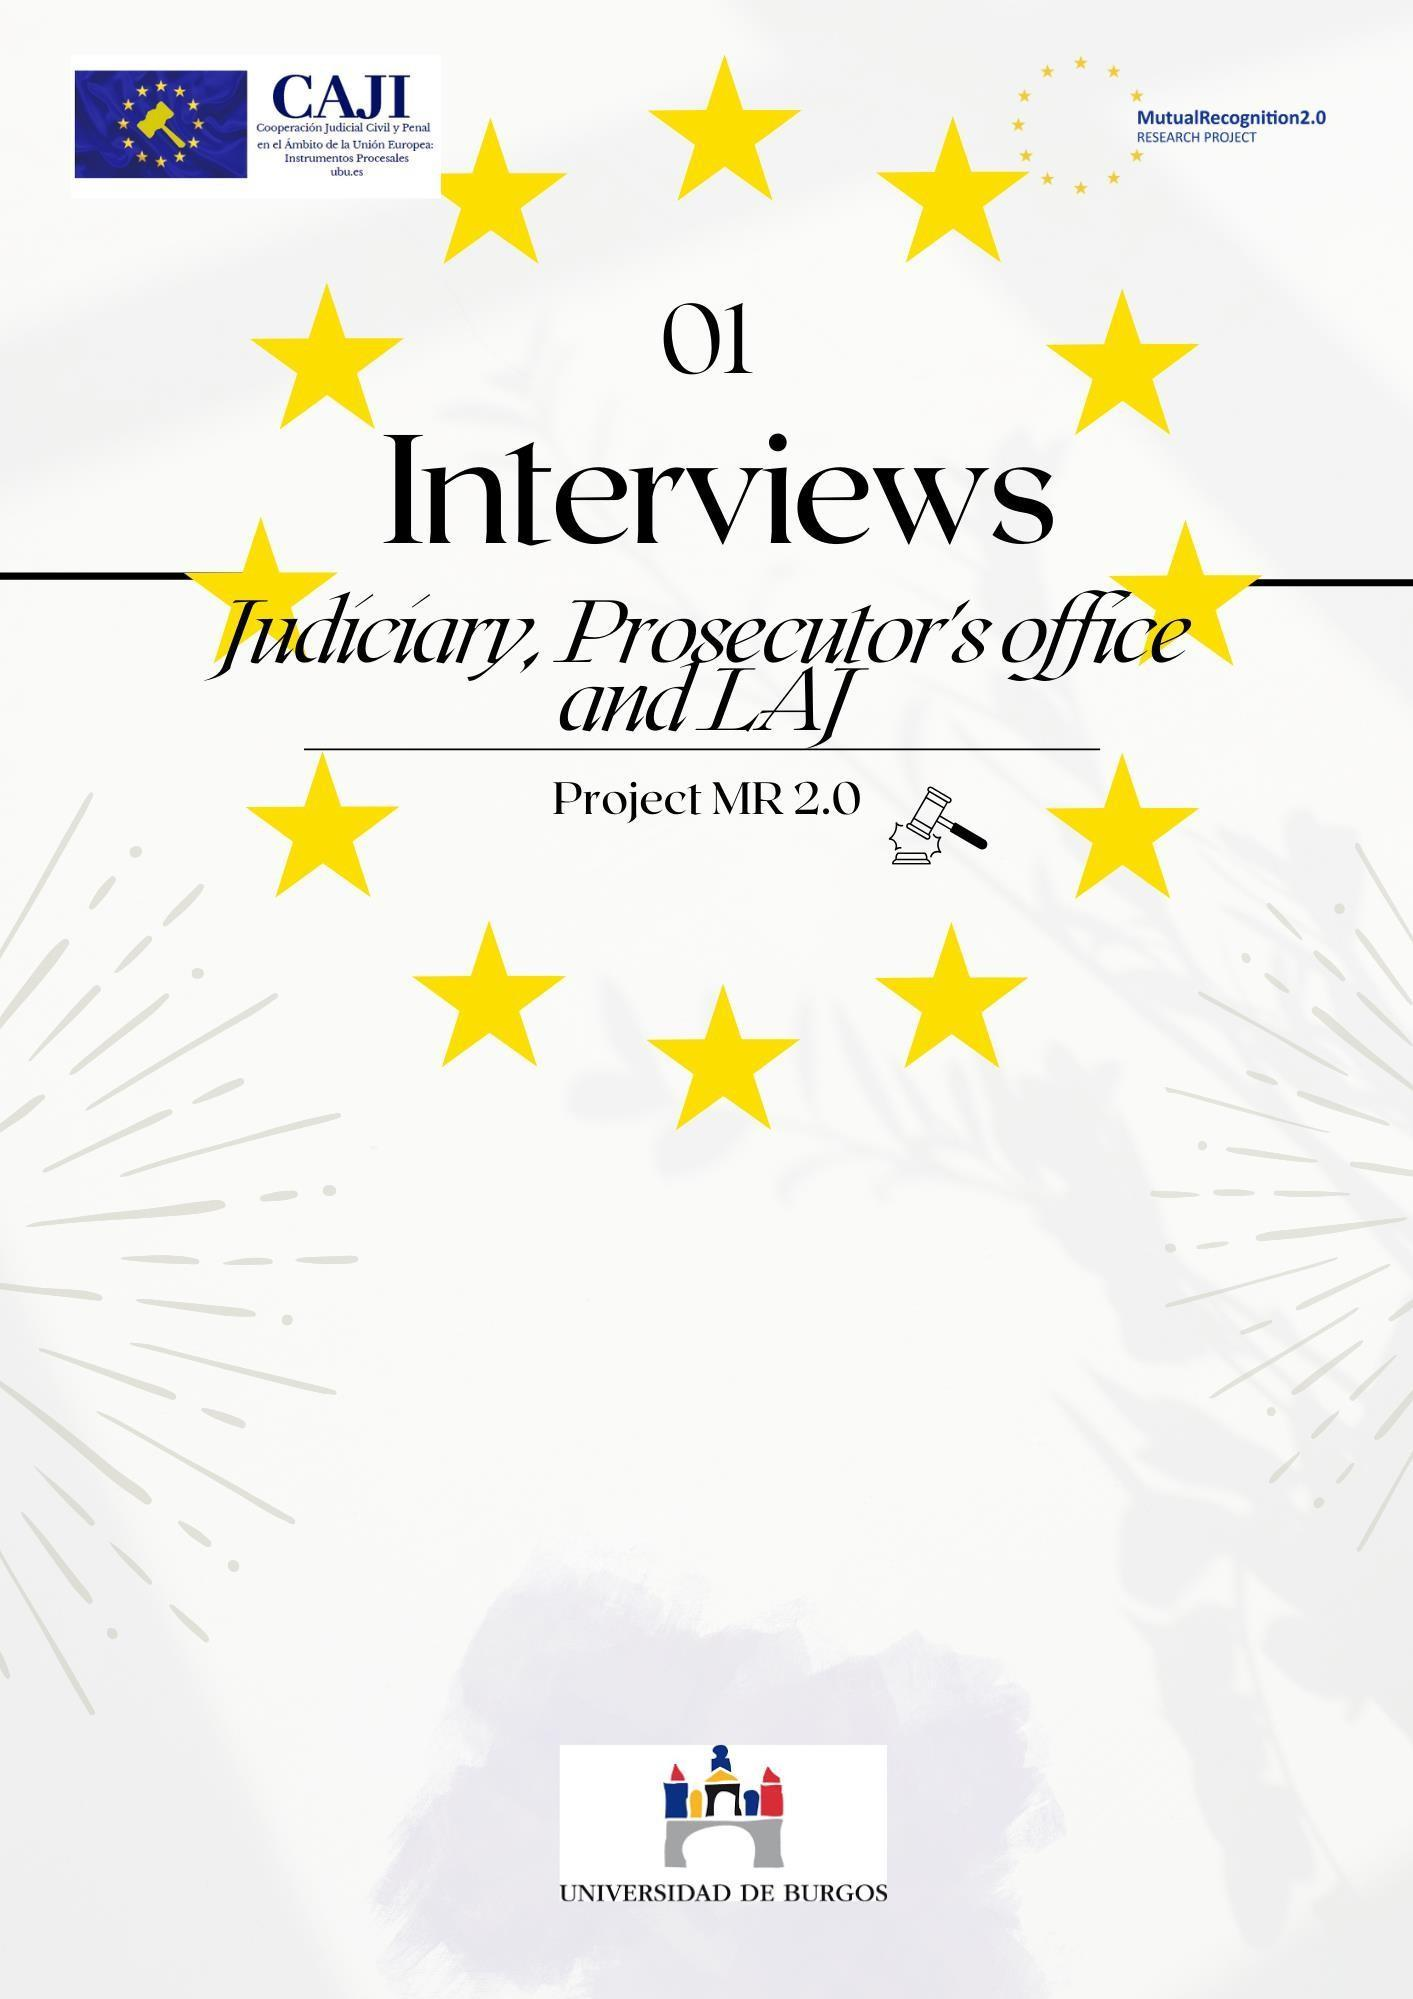 CAJI
Cooperación Judicial Civil y Penal
en el Ámbito de la Unión Europea:
Instrumentos Procesales
ubu.es
MutualRecognition2.0
RESEARCH PROJECT
01
Interviews
Judiciary, Prosecutor's office
and LAJ
Project MR 2.0
UNIVERSIDAD DE BURGOS